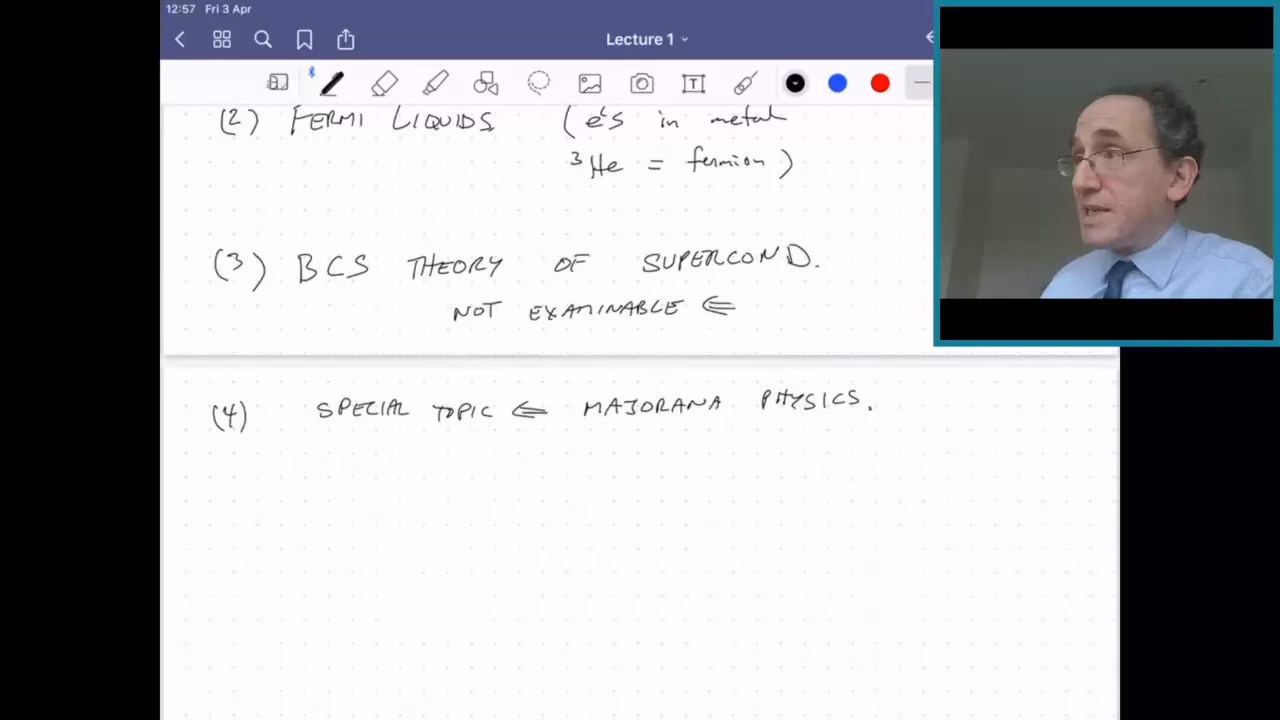 12:57 Fri 3 Apr
Lecture 1
(2) FERMI LIQUIDS (e's in metal
³He = fermion)
(3) BCS THEORY OF SUPERCOND.
NOT EXAMINABLE ⇐
(4) SPECIAL TOPIC ⇐ MAJORANA PHYSICS.